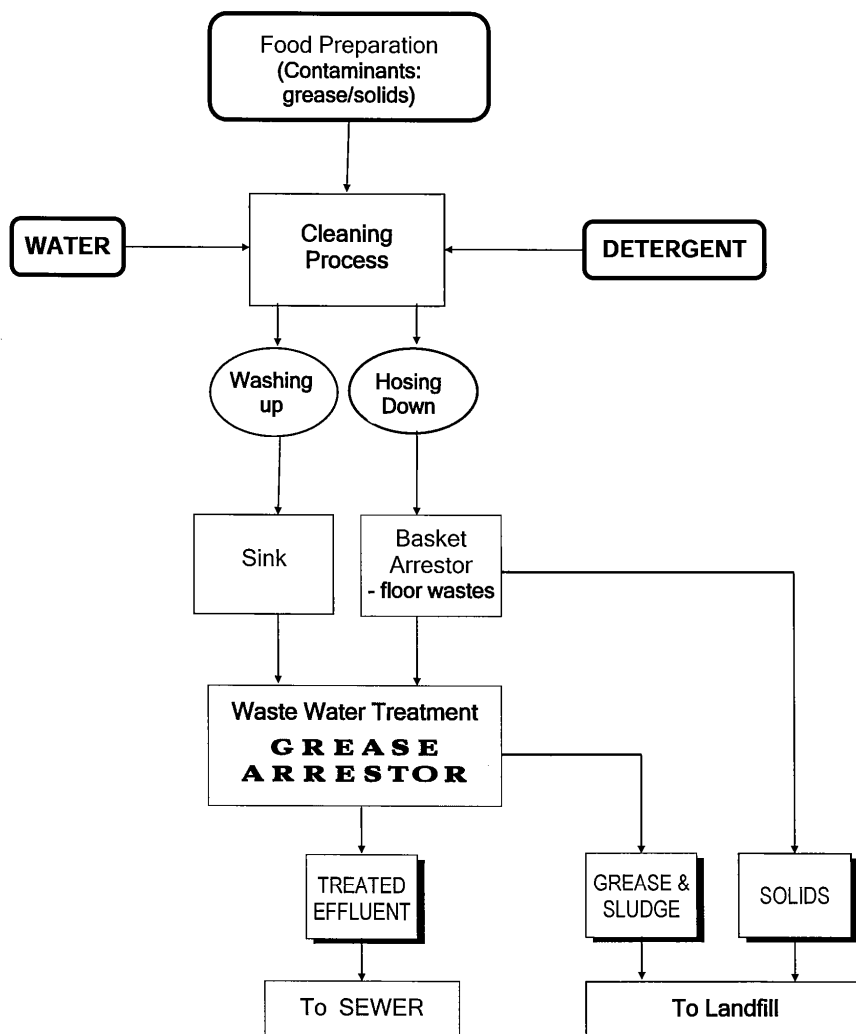 Food Preparation
(Contaminants:
grease/solids)
WATER
Cleaning
Process
DETERGENT
Washing
up
Hosing
Down
Sink
Basket
Arrestor
- floor wastes
Waste Water Treatment
GREASE
ARRESTOR
TREATED
EFFLUENT
GREASE &
SLUDGE
SOLIDS
To SEWER
To Landfill